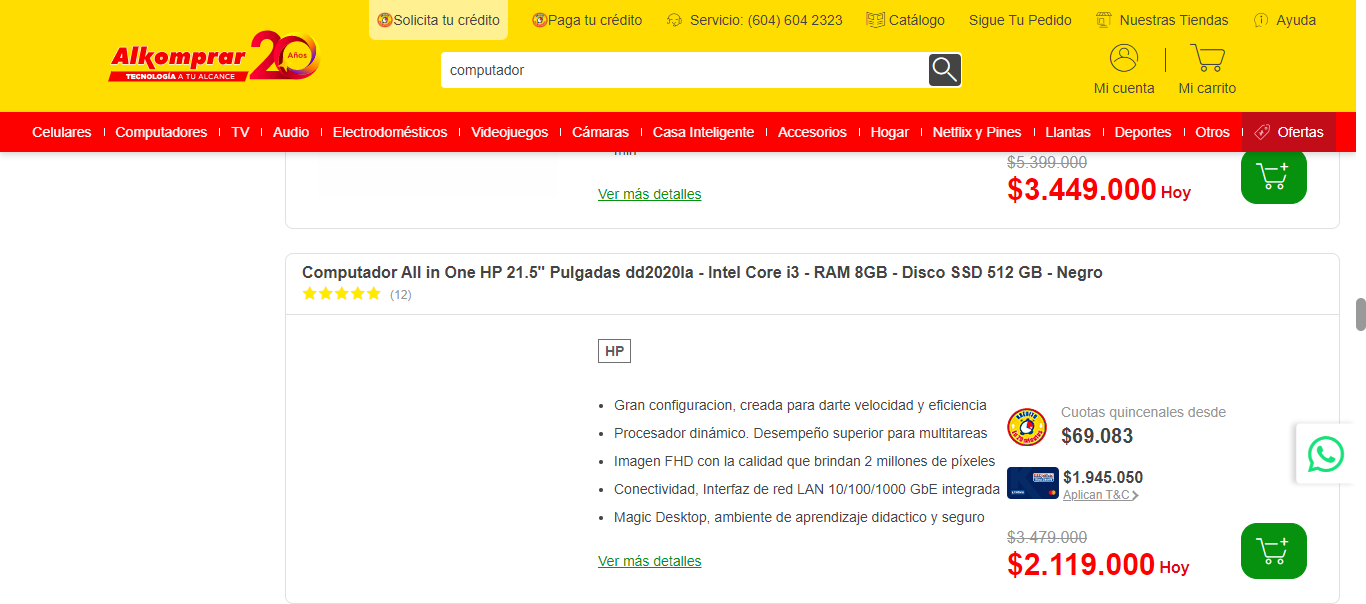 Solicita tu crédito
Paga tu crédito
Servicio: (604) 604 2323
Catálogo
Sigue Tu Pedido
Nuestras Tiendas
Ayuda
Alkomprar 20 Años
TECNOLOGÍA A TU ALCANCE
computador
Mi cuenta
Mi carrito
Celulares
Computadores
TV
Audio
Electrodomésticos
Videojuegos
Cámaras
Casa Inteligente
Accesorios
Hogar
Netflix y Pines
Llantas
Deportes
Otros
Ofertas
$5.399.000
Ver más detalles
$3.449.000 Hoy
Computador All in One HP 21.5" Pulgadas dd2020la - Intel Core i3 - RAM 8GB - Disco SSD 512 GB - Negro
(12)
HP
Gran configuracion, creada para darte velocidad y eficiencia
Procesador dinámico. Desempeño superior para multitareas
Imagen FHD con la calidad que brindan 2 millones de píxeles
Conectividad, Interfaz de red LAN 10/100/1000 GbE integrada
Magic Desktop, ambiente de aprendizaje didactico y seguro
Ver más detalles
Cuotas quincenales desde
$69.083
$1.945.050
Aplican T&C
$3.479.000
$2.119.000 Hoy